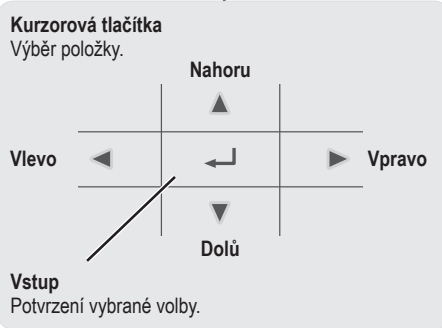 Kurzorová tlačítka
Výběr položky.
Nahoru
Vlevo
Vpravo
Dolů
Vstup
Potvrzení vybrané volby.